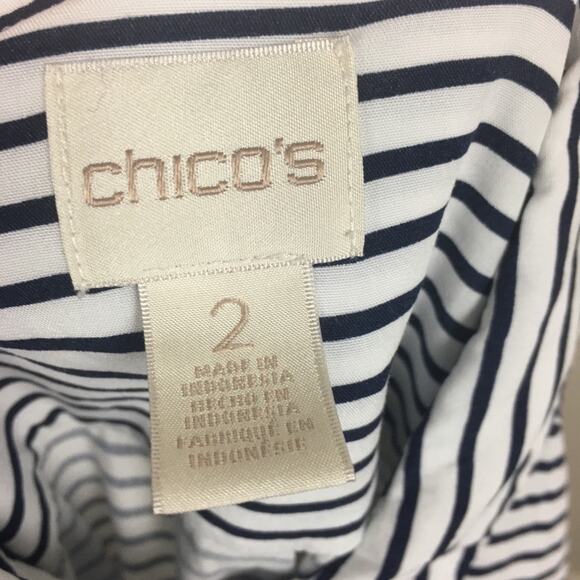 chico's
2
MADE IN
INDONESIA
HECHO EN
INDONESIA
FABRIQUÉ EN
INDONÉSIE